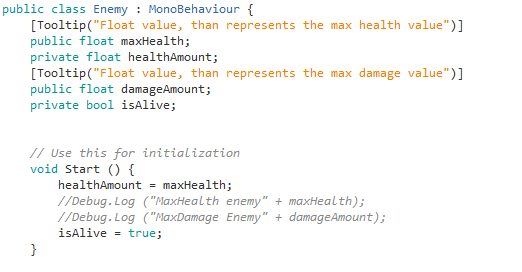 public class Enemy : MonoBehaviour {
[Tooltip("Float value, than represents the max health value")]
public float maxHealth;
private float healthAmount;
[Tooltip("Float value, than represents the max damage value")]
public float damageAmount;
private bool isAlive;
// Use this for initialization
void Start () {
healthAmount = maxHealth;
//Debug.Log ("MaxHealth enemy" + maxHealth);
//Debug.Log ("MaxDamage Enemy" + damageAmount);
isAlive = true;
}